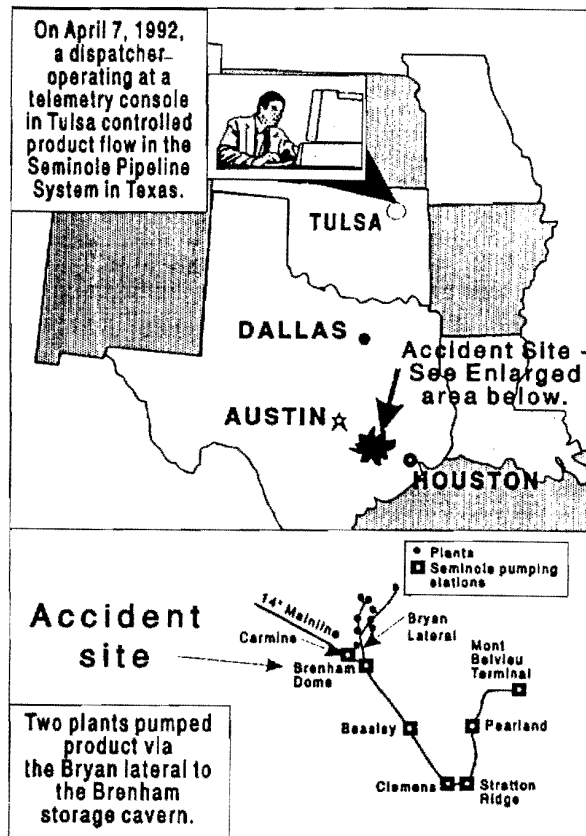 On April 7, 1992,
a dispatcher
operating at a
telemetry console
in Tulsa controlled
product flow in the
Seminole Pipeline
System in Texas.
TULSA
DALLAS
Accident Site -
See Enlarged
area below.
AUSTIN
HOUSTON
Plants
Seminole pumping
stations
14" Mainline
Carmine
Bryan
Lateral
Accident
site
Brenham
Dome
Mont
Belvieu
Terminal
Beasley
Pearland
Clemens
Stratton
Ridge
Two plants pumped
product via
the Bryan lateral to
the Brenham
storage cavern.